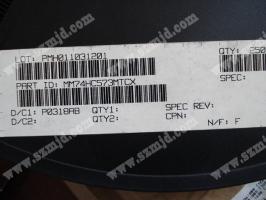 LOT: PMH011031201
QTY: 250
PART ID: MM74HC573MTCX
SPEC:
D/C1: P0318AB QTY1: SPEC REV:
D/C2: QTY2: CPN:
N/F: F
www.szmjd.com